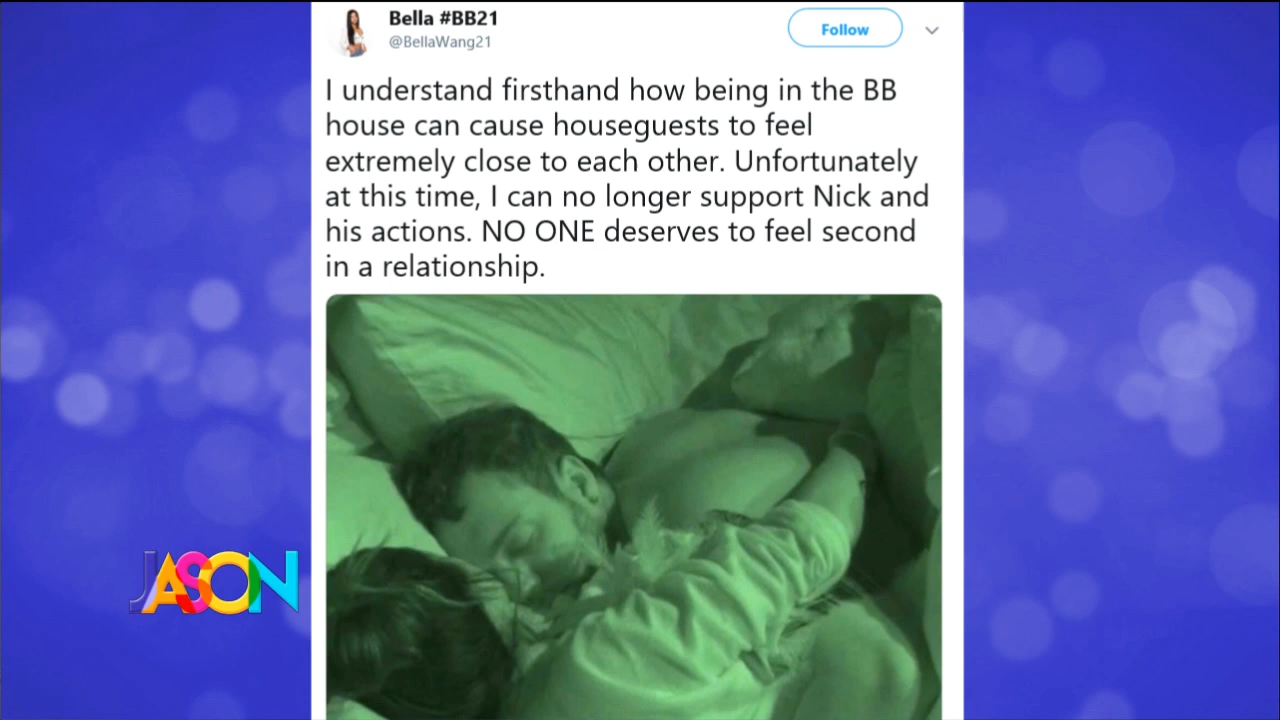 Bella #BB21
@BellaWang21
Follow
I understand firsthand how being in the BB
house can cause houseguests to feel
extremely close to each other. Unfortunately
at this time, I can no longer support Nick and
his actions. NO ONE deserves to feel second
in a relationship.
JASON